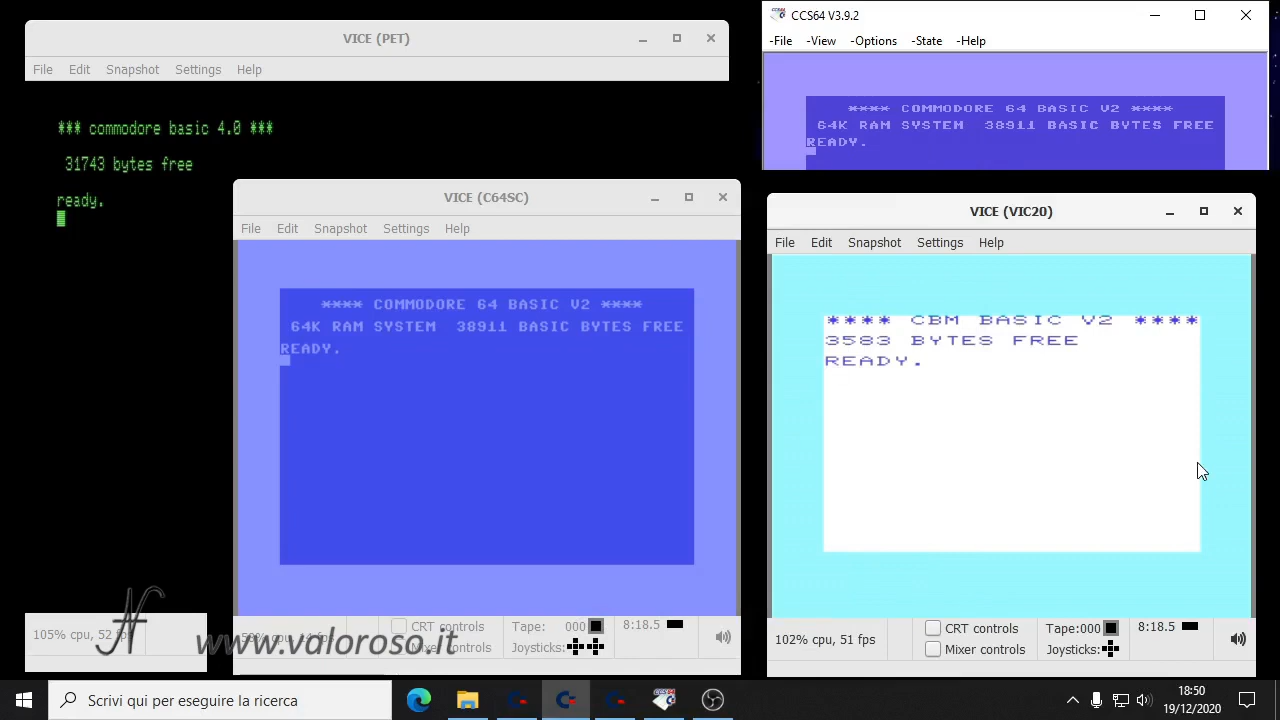 VICE (PET)
File Edit Snapshot Settings Help
*** commodore basic 4.0 ***
31743 bytes free
ready.
105% cpu, 52 fps
CCS64 V3.9.2
-File -View -Options -State -Help
**** COMMODORE 64 BASIC V2 ****
64K RAM SYSTEM 38911 BASIC BYTES FREE
READY.
VICE (C64SC)
File Edit Snapshot Settings Help
**** COMMODORE 64 BASIC V2 ****
64K RAM SYSTEM 38911 BASIC BYTES FREE
READY.
CRT controls
Mixer controls
Tape: 000
Joysticks:
8:18.5
www.valoroso.it
VICE (VIC20)
File Edit Snapshot Settings Help
**** CBM BASIC V2 ****
3583 BYTES FREE
READY.
102% cpu, 51 fps
CRT controls
Mixer controls
Tape:000
Joysticks:
8:18.5
Scrivi qui per eseguire la ricerca
CCS64
18:50
19/12/2020